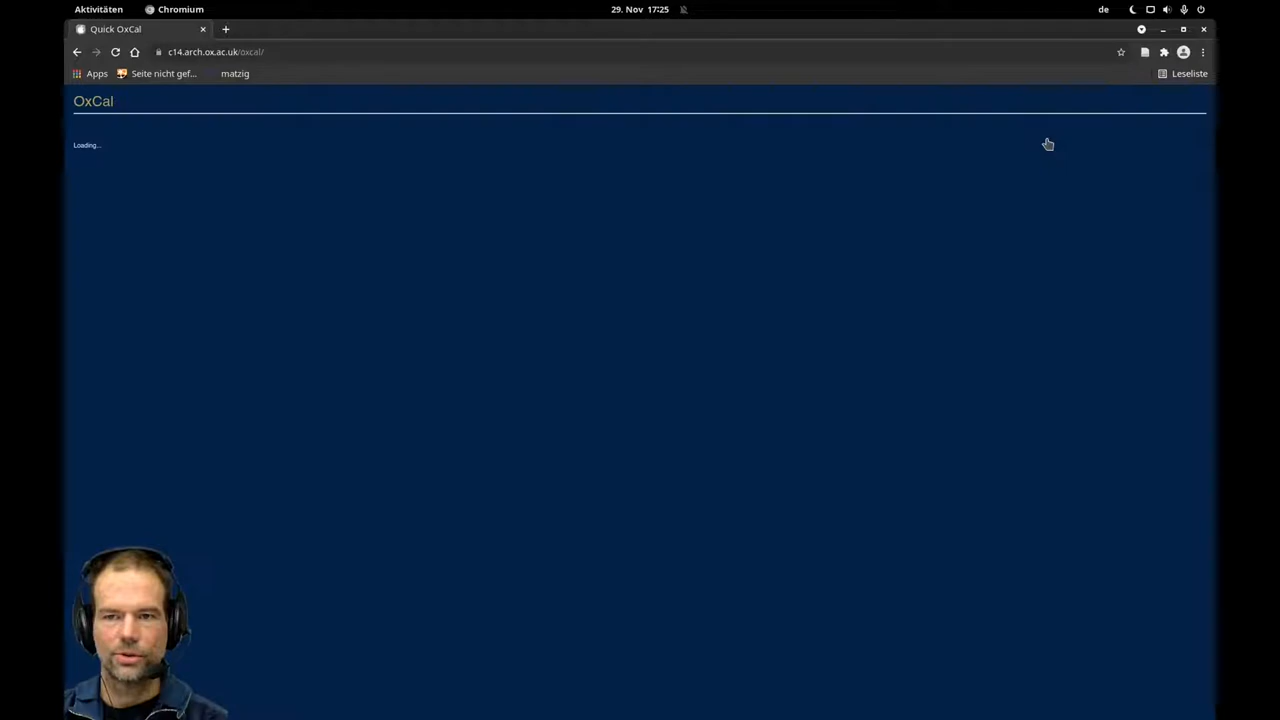 Aktivitäten Chromium 29. Nov 17:25 de
Quick OxCal
c14.arch.ox.ac.uk/oxcal/
Apps Seite nicht gef... matzig Leseliste
OxCal
Loading...